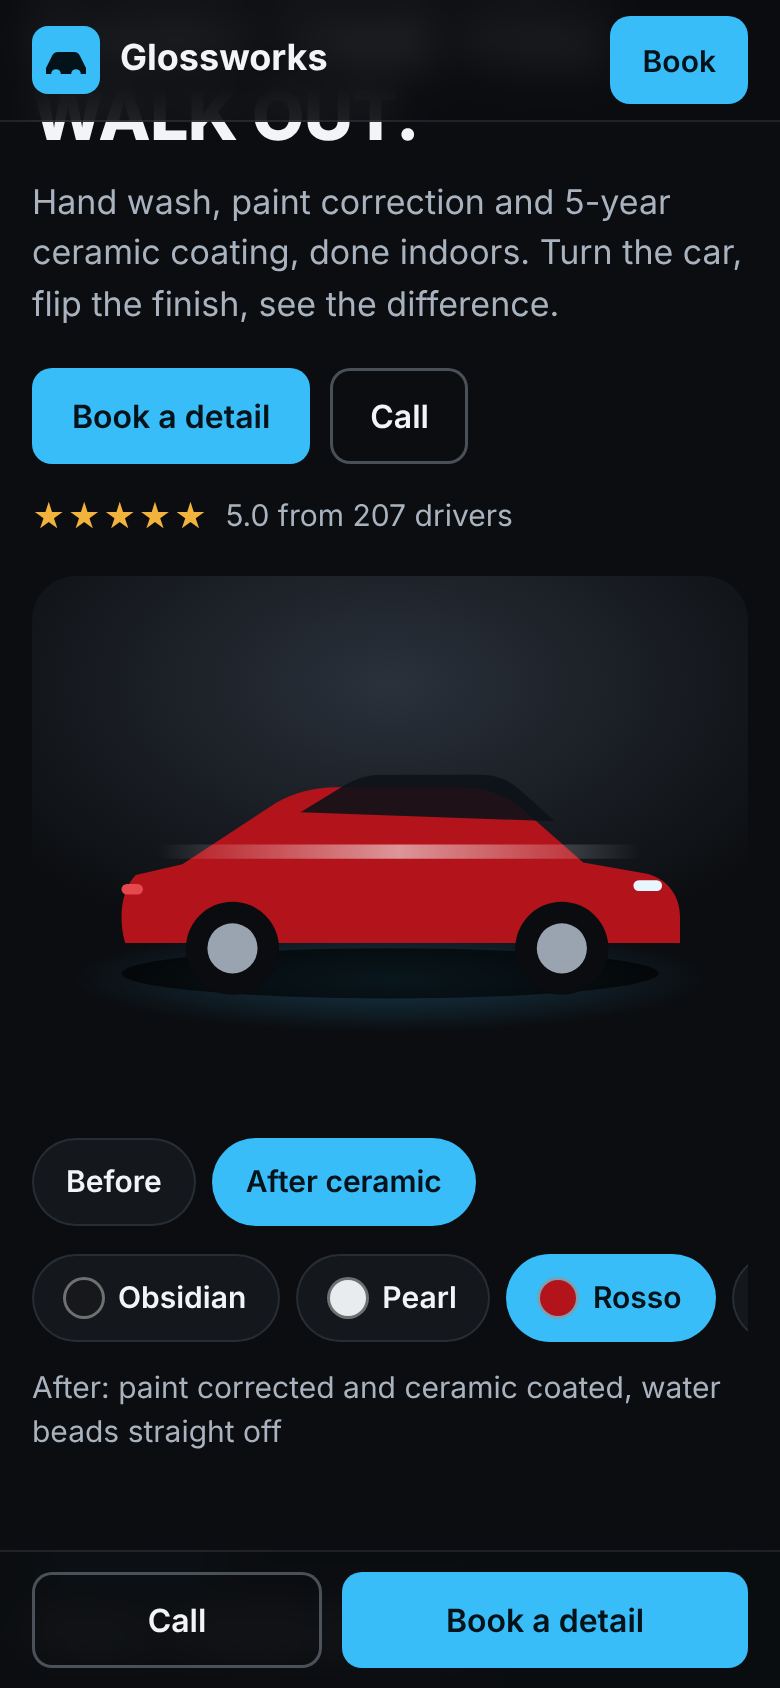 Glossworks
Book
WALK OUT.
Hand wash, paint correction and 5-year
ceramic coating, done indoors. Turn the car,
flip the finish, see the difference.
Book a detail
Call
★★★★★ 5.0 from 207 drivers
Before
After ceramic
Obsidian
Pearl
Rosso
After: paint corrected and ceramic coated, water
beads straight off
Call
Book a detail